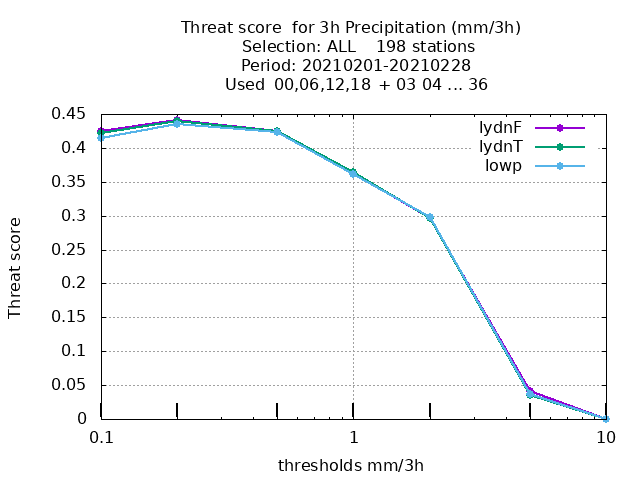 Threat score  for 3h Precipitation (mm/3h)
Selection: ALL    198 stations
Period: 20210201-20210228
Used  00,06,12,18  + 03 04 ... 36
lydnF
lydnT
lowp
0.45
0.4
0.35
0.3
0.25
0.2
0.15
0.1
0.05
0
Threat score
0.1
1
10
thresholds mm/3h